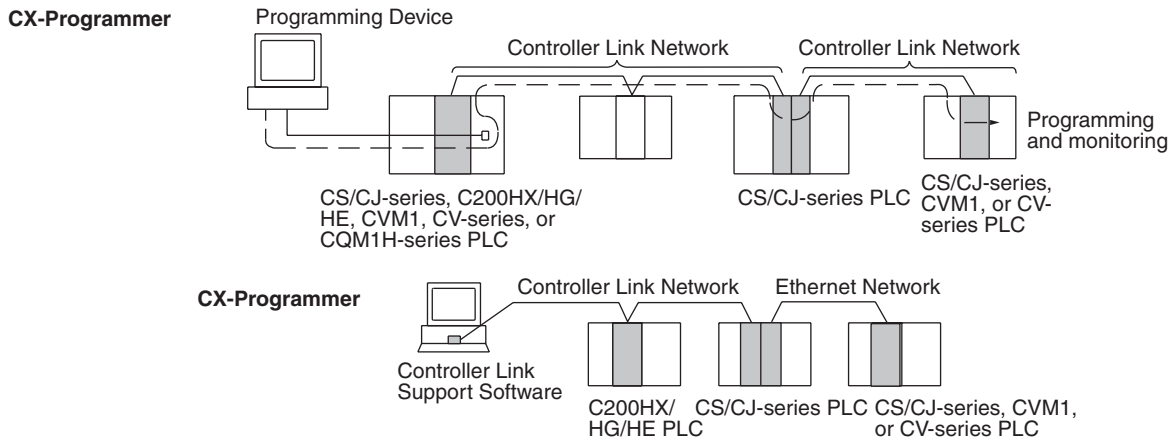 CX-Programmer
Programming Device
Controller Link Network
Controller Link Network
Programming
and monitoring
CS/CJ-series, C200HX/HG/
HE, CVM1, CV-series, or
CQM1H-series PLC
CS/CJ-series PLC
CS/CJ-series,
CVM1, or CV-
series PLC
CX-Programmer
Controller Link Network
Ethernet Network
Controller Link
Support Software
C200HX/
HG/HE PLC
CS/CJ-series PLC
CS/CJ-series, CVM1,
or CV-series PLC